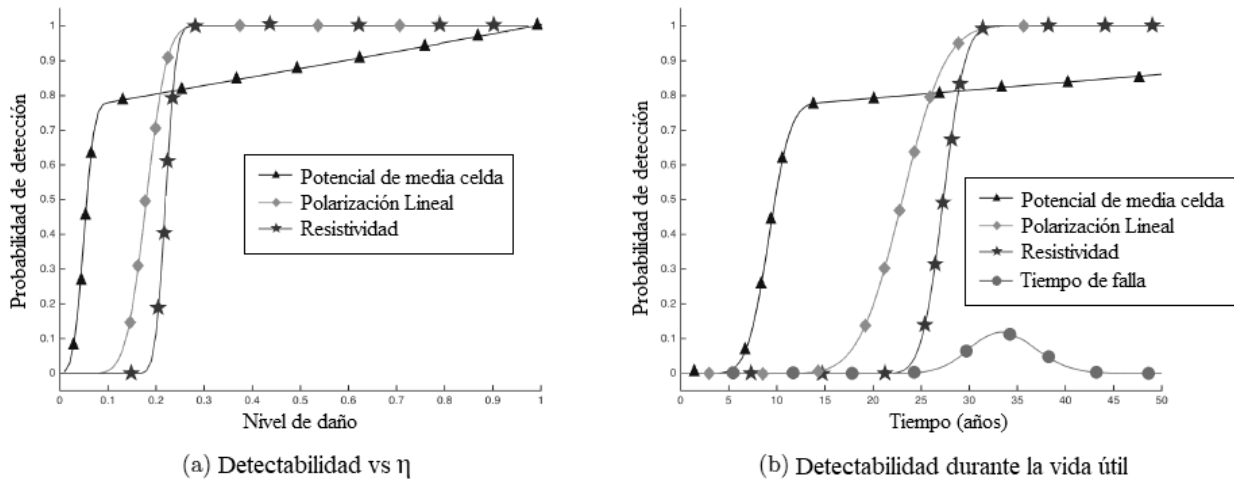 Probabilidad de detección
1
0.9
0.8
0.7
0.6
0.5
0.4
0.3
0.2
0.1
0
Potencial de media celda
Polarización Lineal
Resistividad
0 0.1 0.2 0.3 0.4 0.5 0.6 0.7 0.8 0.9 1
Nivel de daño
(a) Detectabilidad vs η
Probabilidad de detección
1
0.9
0.8
0.7
0.6
0.5
0.4
0.3
0.2
0.1
0
Potencial de media celda
Polarización Lineal
Resistividad
Tiempo de falla
0 5 10 15 20 25 30 35 40 45 50
Tiempo (años)
(b) Detectabilidad durante la vida útil